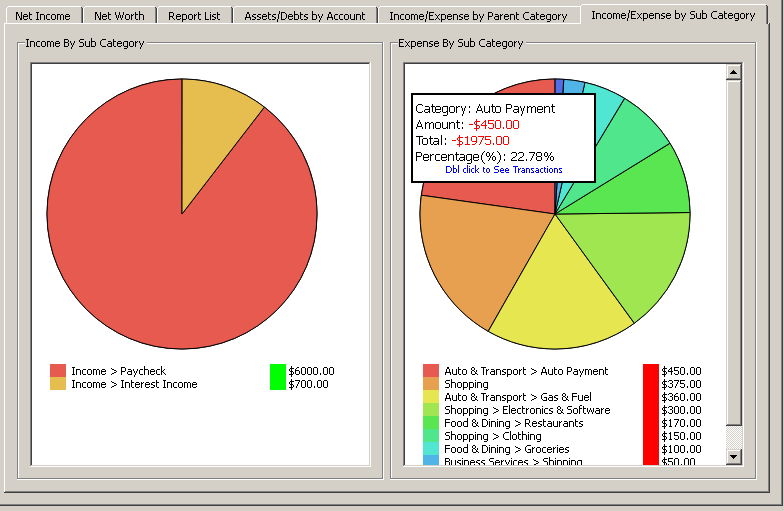 Net Income
Net Worth
Report List
Assets/Debts by Account
Income/Expense by Parent Category
Income/Expense by Sub Category
Income By Sub Category
Income > Paycheck $6000.00
Income > Interest Income $700.00
Expense By Sub Category
Category: Auto Payment
Amount: -$450.00
Total: -$1975.00
Percentage(%): 22.78%
Dbl click to See Transactions
Auto & Transport > Auto Payment $450.00
Shopping $375.00
Auto & Transport > Gas & Fuel $360.00
Shopping > Electronics & Software $300.00
Food & Dining > Restaurants $170.00
Shopping > Clothing $150.00
Food & Dining > Groceries $100.00
Business Services > Shipping $50.00